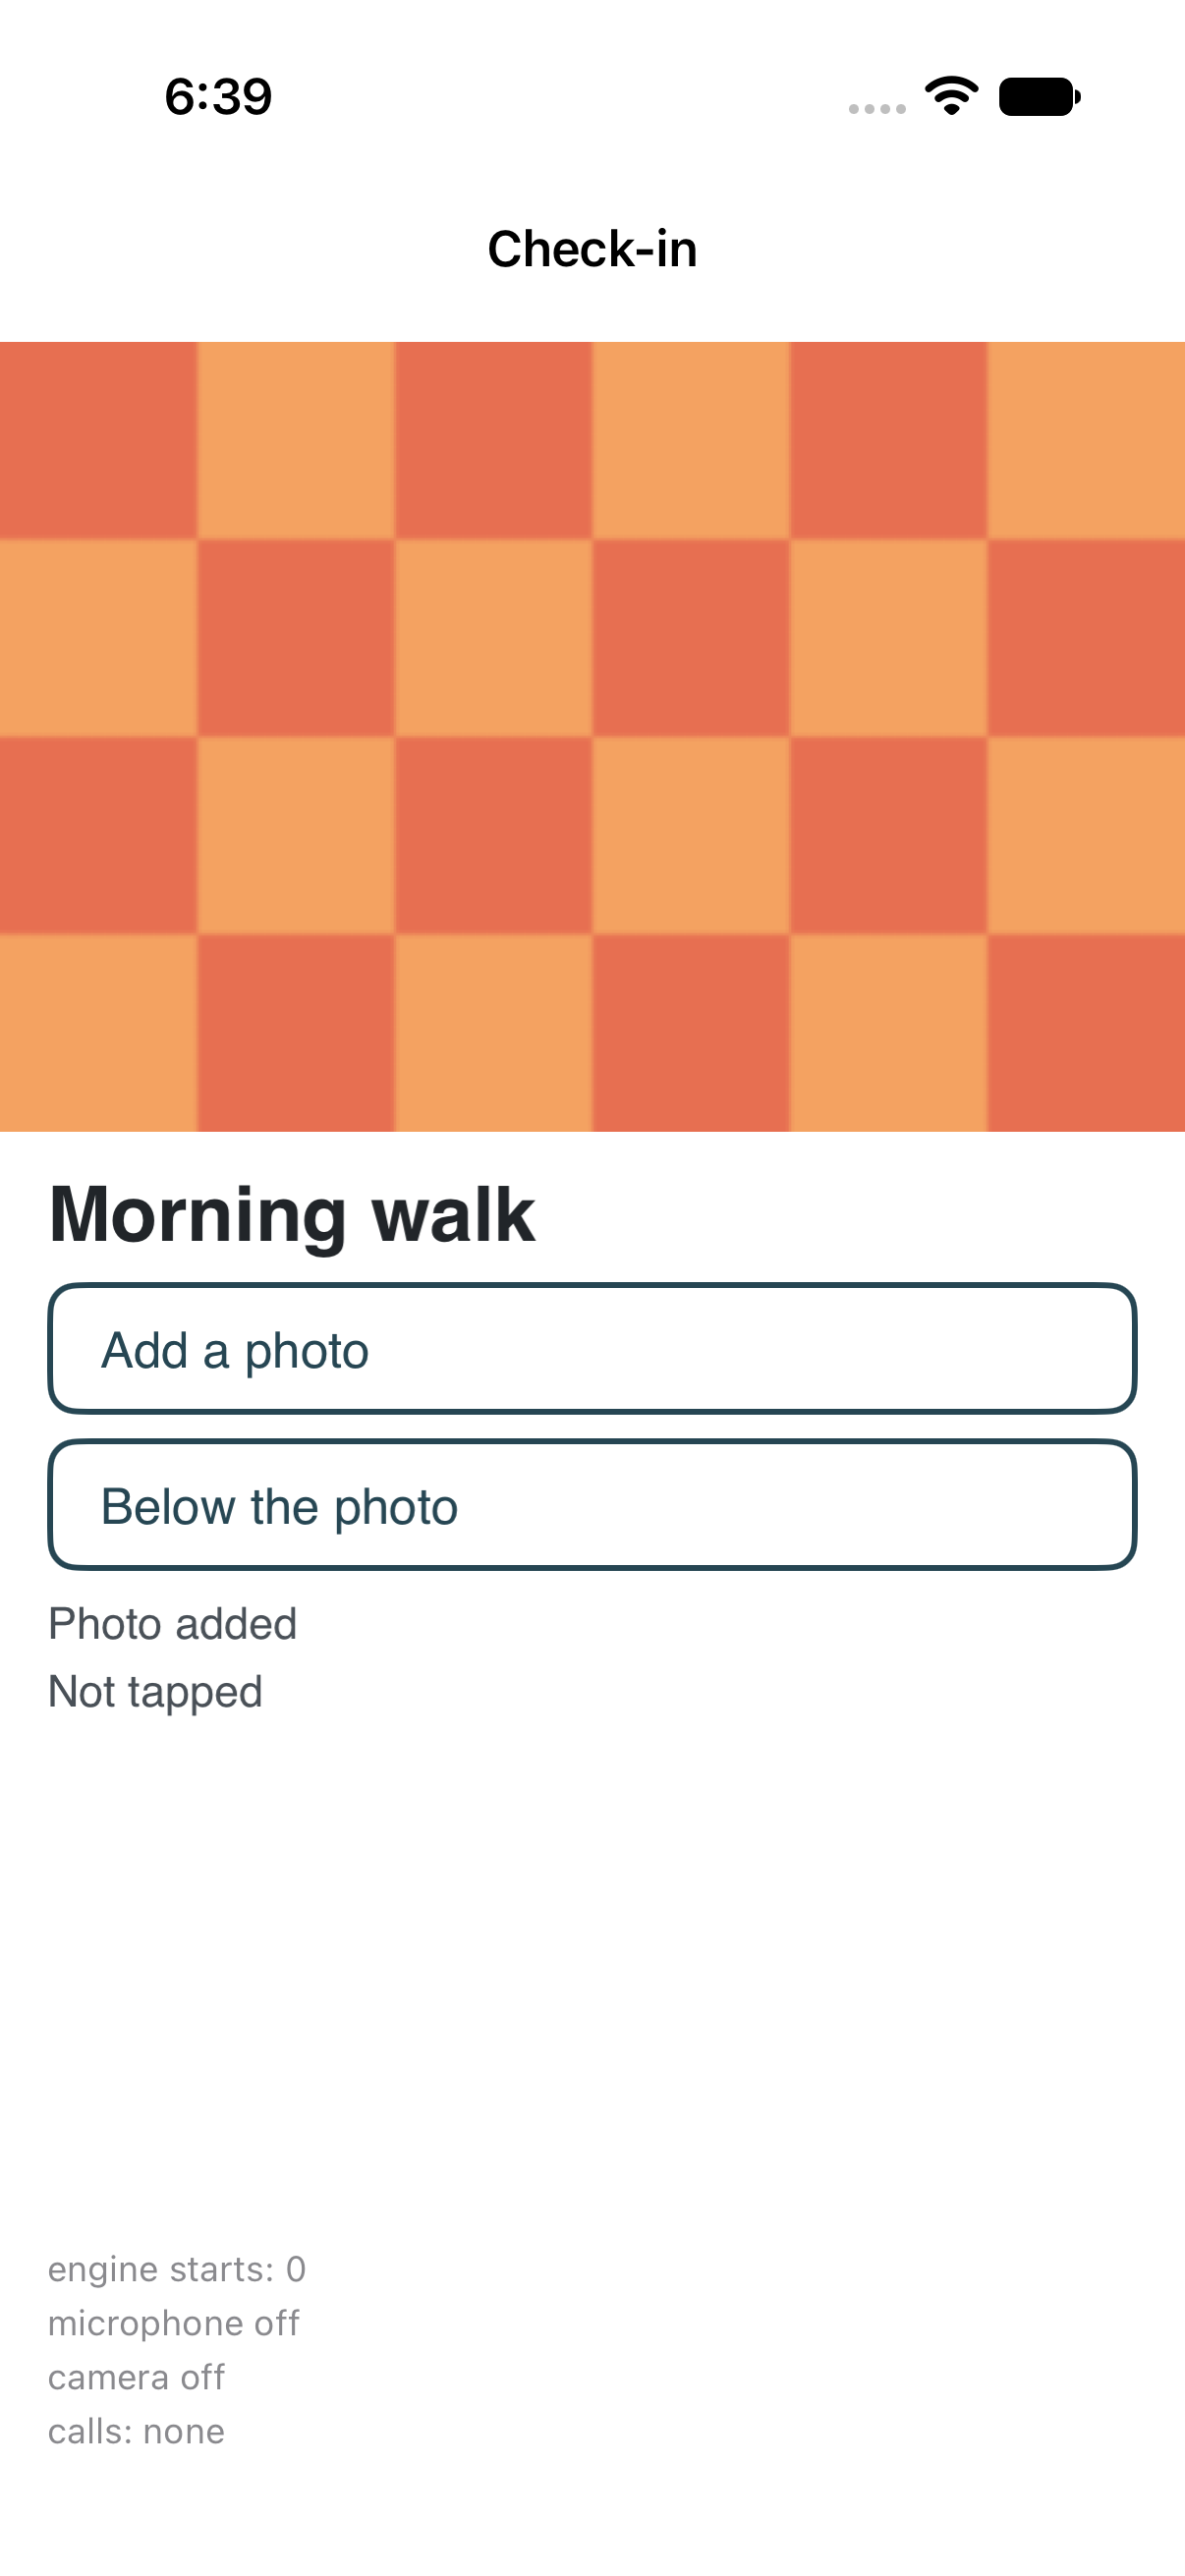 6:39
Check-in
Morning walk
Add a photo
Below the photo
Photo added
Not tapped
engine starts: 0
microphone off
camera off
calls: none